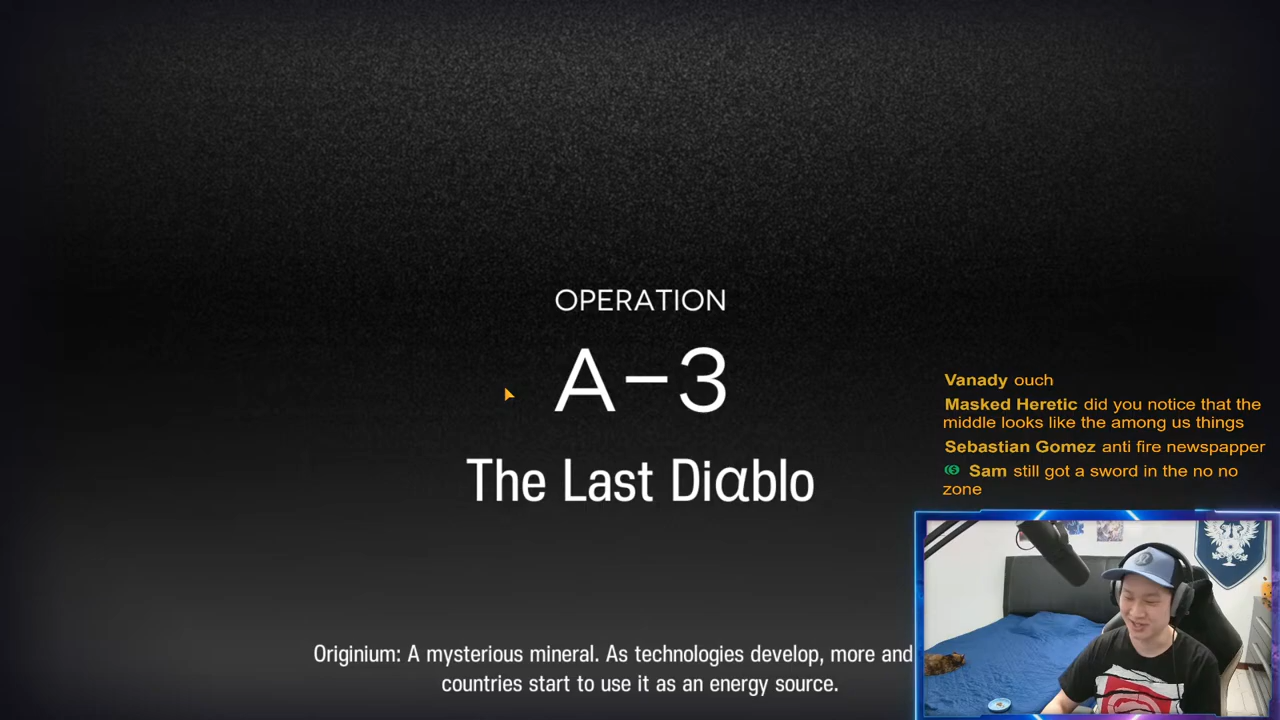 OPERATION
A-3
The Last Diαblo
Originium: A mysterious mineral. As technologies develop, more and
countries start to use it as an energy source.
Vanady ouch
Masked Heretic did you notice that the
middle looks like the among us things
Sebastian Gomez anti fire newspapper
Sam still got a sword in the no no
zone